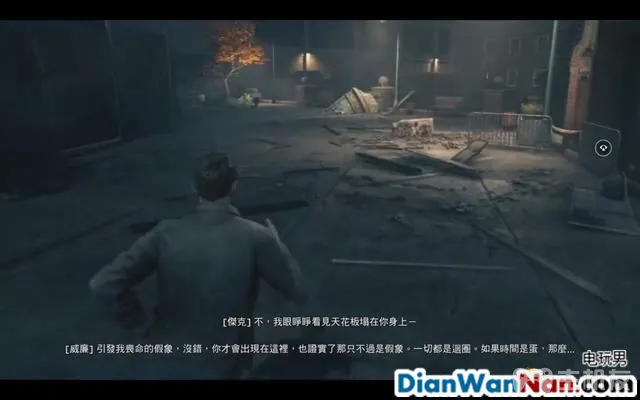 [傑克] 不，我眼睜睜看見天花板塌在你身上－
[威廉] 引發我喪命的假象，沒錯，你才會出現在這裡，也證實了那只不過是假象。一切都是迴圈。如果時間是蛋，那麼...
电玩男
DianWanNan.com